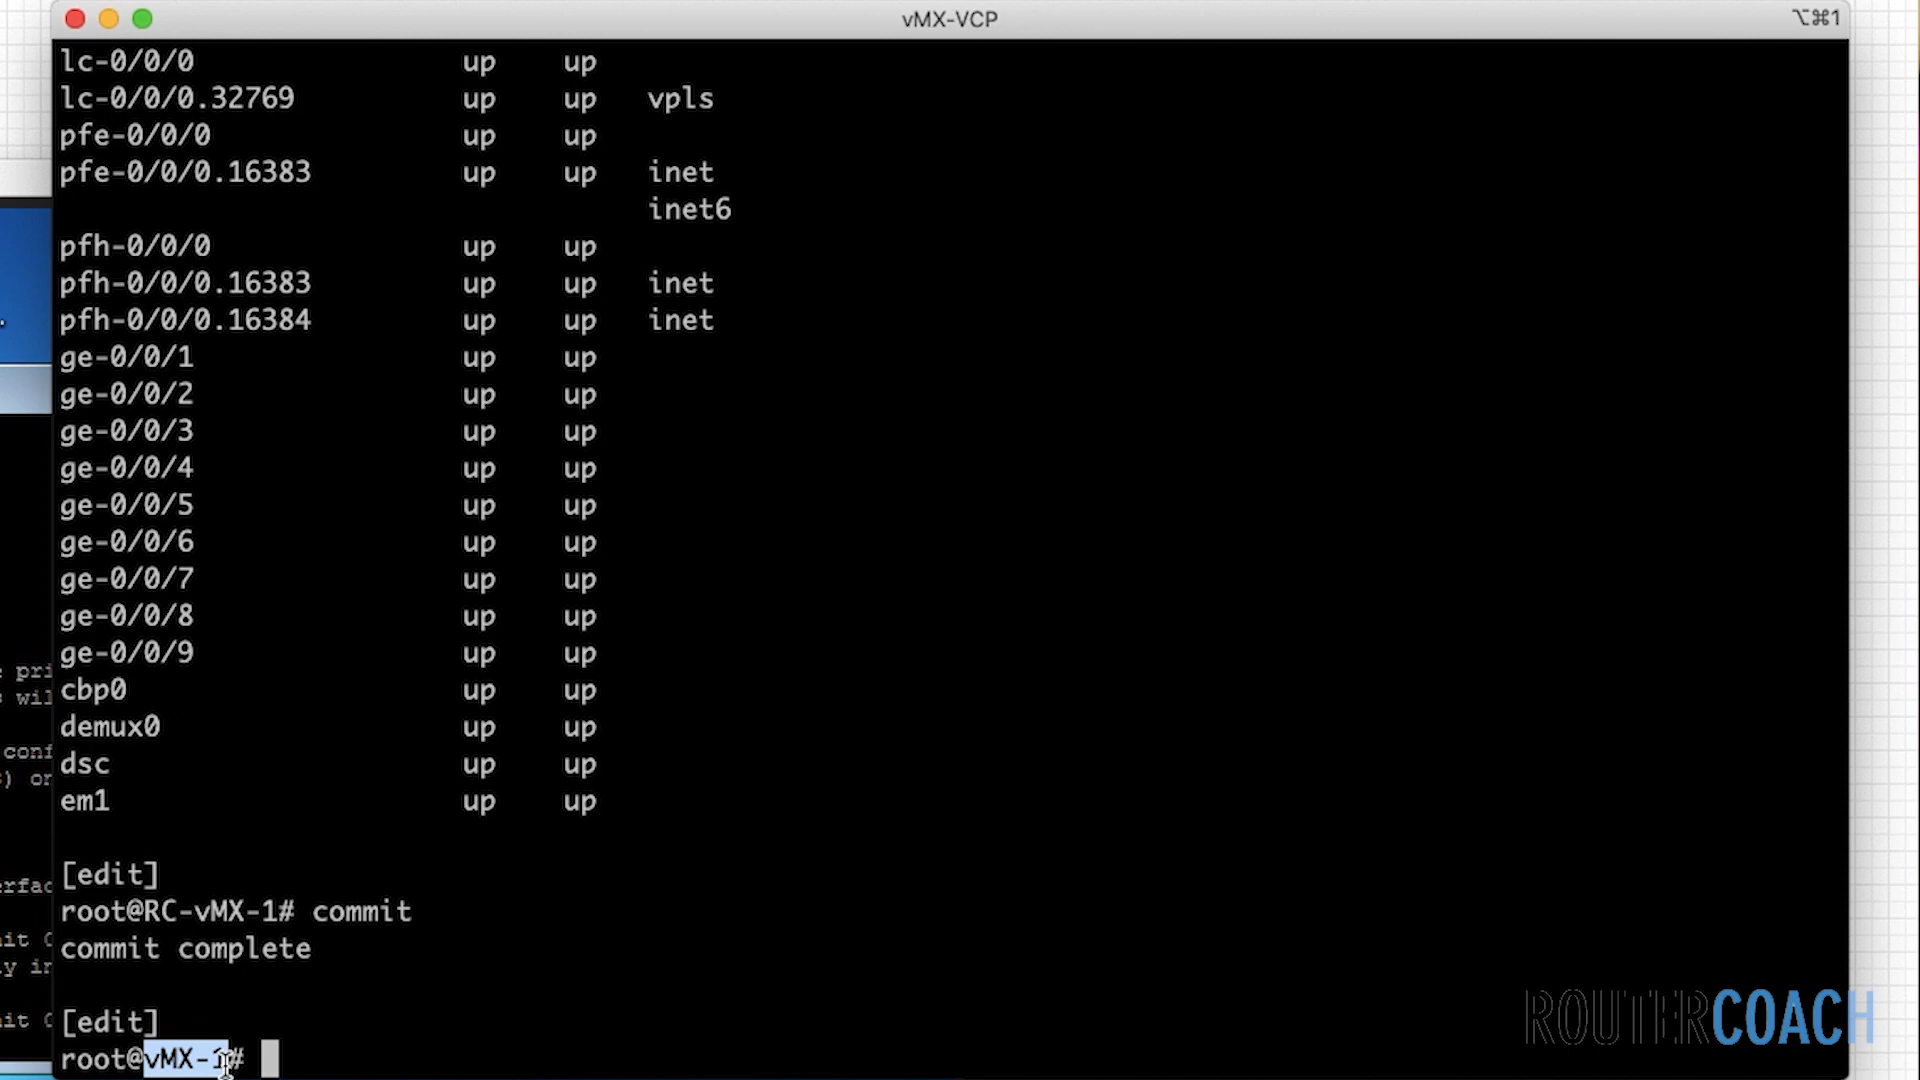 vMX-VCP
⌥⌘1
lc-0/0/0 up up
lc-0/0/0.32769 up up vpls
pfe-0/0/0 up up
pfe-0/0/0.16383 up up inet
inet6
pfh-0/0/0 up up
pfh-0/0/0.16383 up up inet
pfh-0/0/0.16384 up up inet
ge-0/0/1 up up
ge-0/0/2 up up
ge-0/0/3 up up
ge-0/0/4 up up
ge-0/0/5 up up
ge-0/0/6 up up
ge-0/0/7 up up
ge-0/0/8 up up
ge-0/0/9 up up
cbp0 up up
demux0 up up
dsc up up
em1 up up
[edit]
root@RC-vMX-1# commit
commit complete
[edit]
root@vMX-1#
ROUTERCOACH